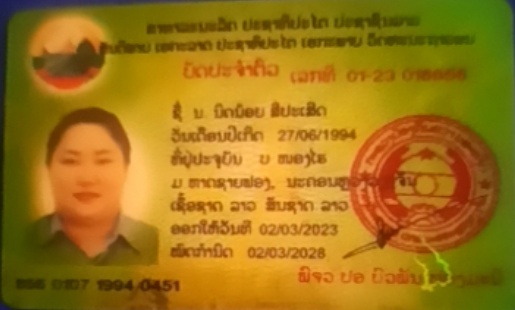 ສາທາລະນະລັດ ປະຊາທິປະໄຕ ປະຊາຊົນລາວ
ສັນຕິພາບ ເອກະລາດ ປະຊາທິປະໄຕ ເອກະພາບ ວັດທະນະຖາວອນ
ບັດປະຈຳຕົວ ເລກທີ 01-23
ຊື່ ນ. ນິດນ້ອຍ ສີປະເສີດ
ວັນເດືອນປີເກີດ 27/06/1994
ທີ່ຢູ່ປະຈຸບັນ ບ ໜອງໄຮ
ມ ຫາດຊາຍຟອງ, ນະຄອນຫຼວງວຽງຈັນ
ເຊື້ອຊາດ ລາວ ສັນຊາດ ລາວ
ອອກໃຫ້ວັນທີ 02/03/2023
ໝົດກຳນົດ 02/03/2028
0107 1994 0451